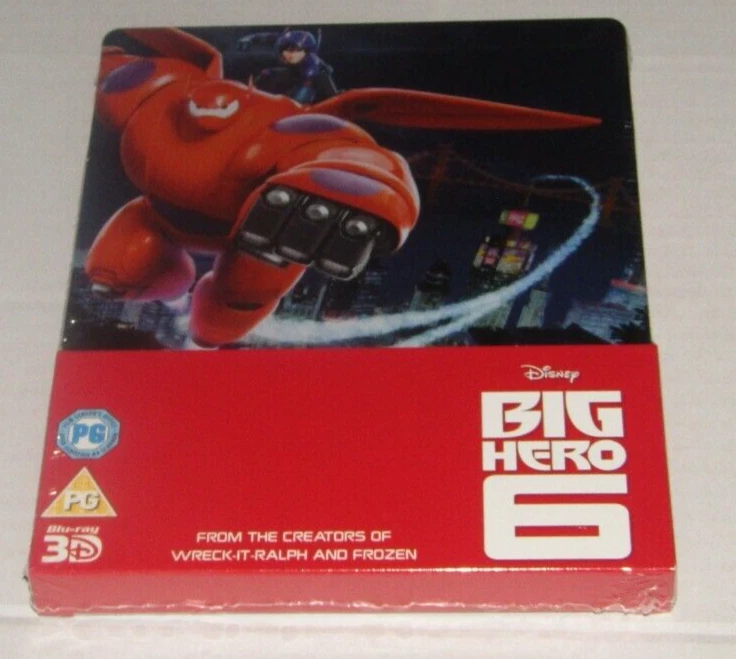 Disney
BIG
HERO
6
PG
PG
Blu-ray
3D
FROM THE CREATORS OF
WRECK-IT-RALPH AND FROZEN